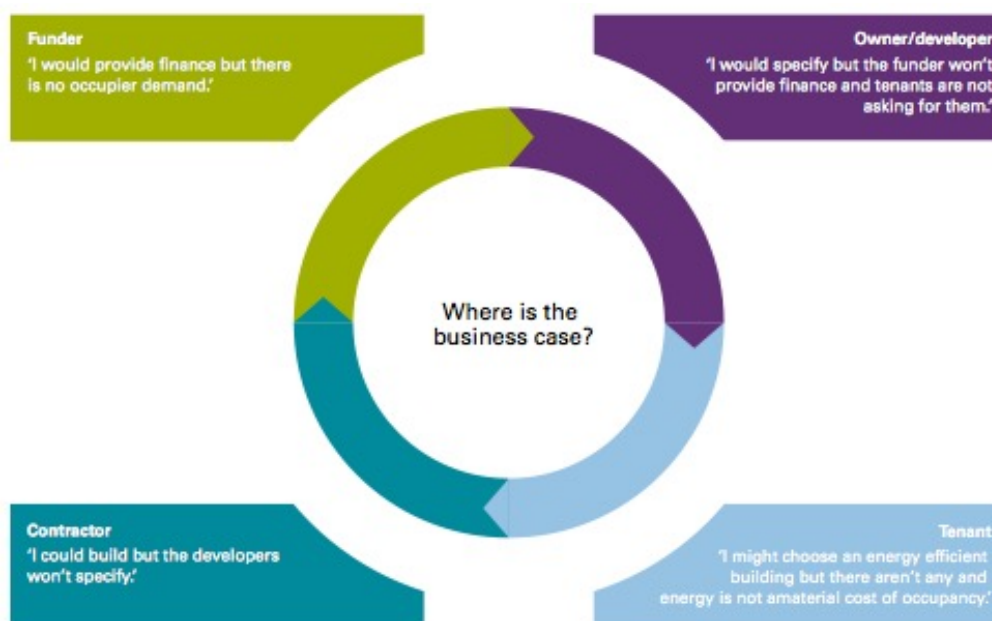 Funder
'I would provide finance but there
is no occupier demand.'
Owner/developer
'I would specify but the funder won't
provide finance and tenants are not
asking for them.'
Where is the
business case?
Contractor
'I could build but the developers
won't specify.'
Tenant
'I might choose an energy efficient
building but there aren't any and
energy is not amaterial cost of occupancy.'